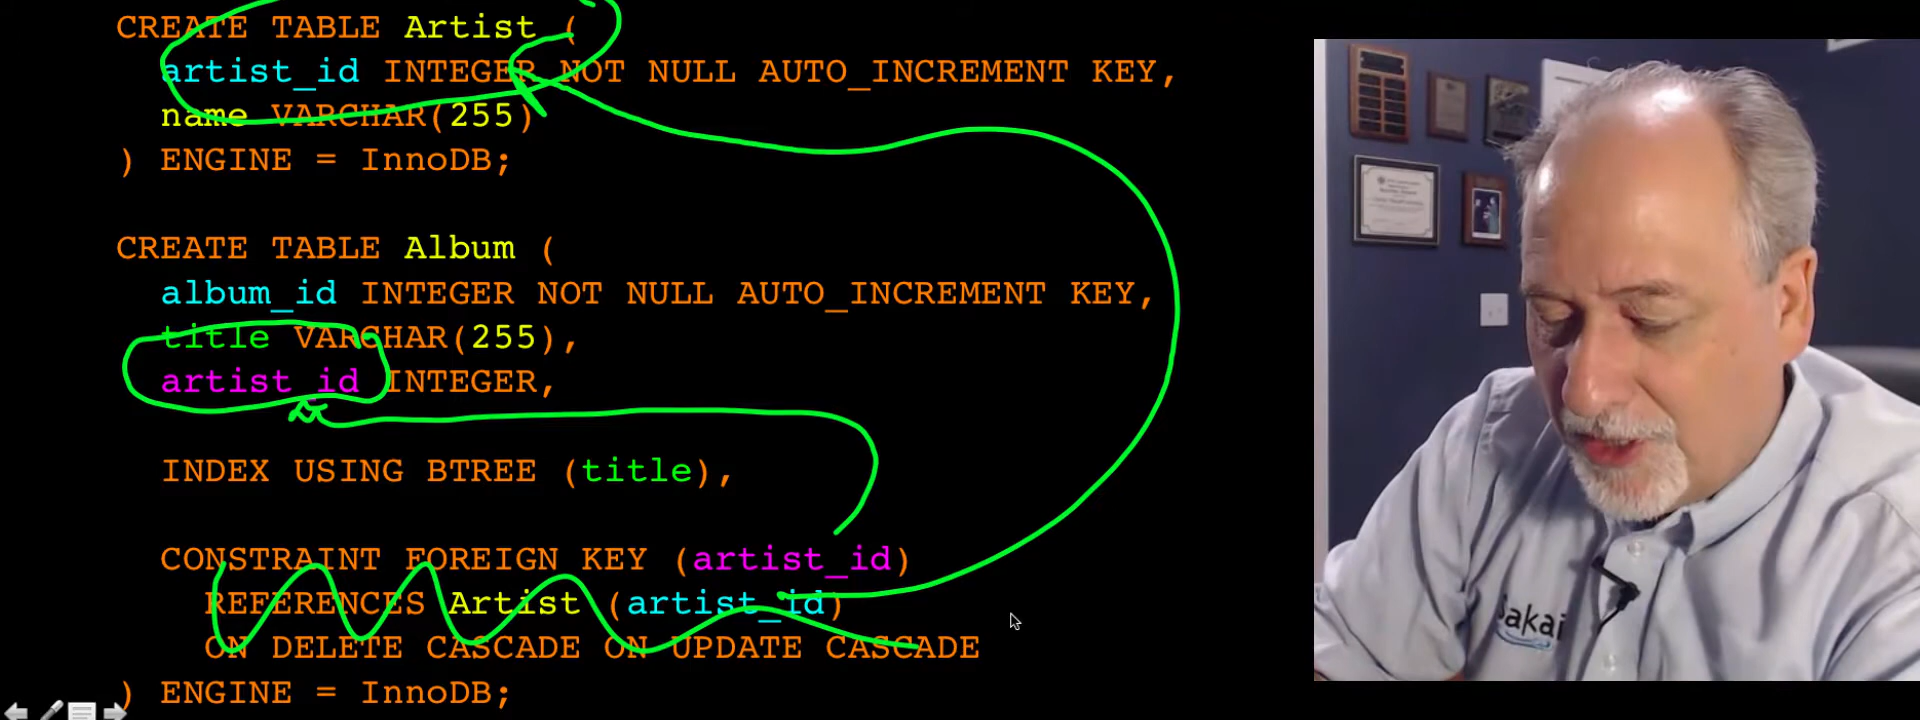 CREATE TABLE Artist (
artist_id INTEGER NOT NULL AUTO_INCREMENT KEY,
name VARCHAR(255)
) ENGINE = InnoDB;
CREATE TABLE Album (
album_id INTEGER NOT NULL AUTO_INCREMENT KEY,
title VARCHAR(255),
artist_id INTEGER,
INDEX USING BTREE (title),
CONSTRAINT FOREIGN KEY (artist_id)
REFERENCES Artist (artist_id)
ON DELETE CASCADE ON UPDATE CASCADE
) ENGINE = InnoDB;
Sakai